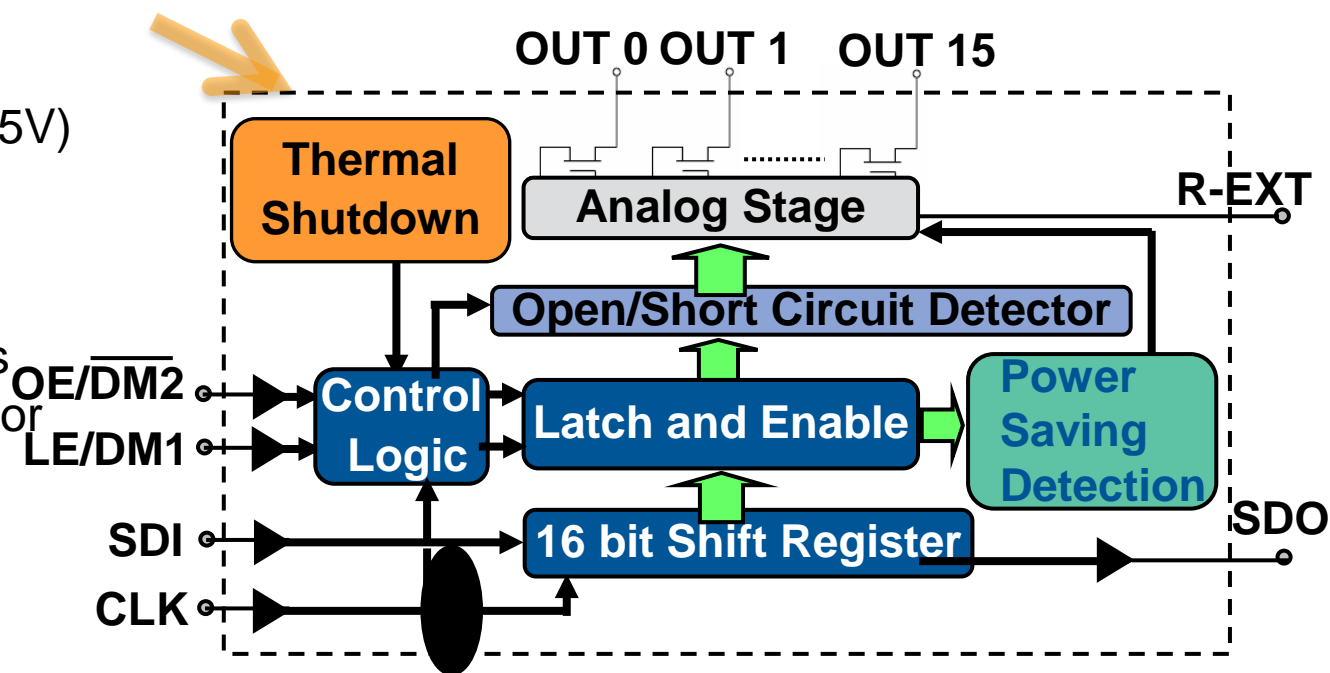 OUT 0 OUT 1 OUT 15
5V)
Thermal
Shutdown
Analog Stage
R-EXT
Open/Short Circuit Detector
s
OE/DM2
or
LE/DM1
Control
Logic
Latch and Enable
Power
Saving
Detection
SDI
16 bit Shift Register
SDO
CLK